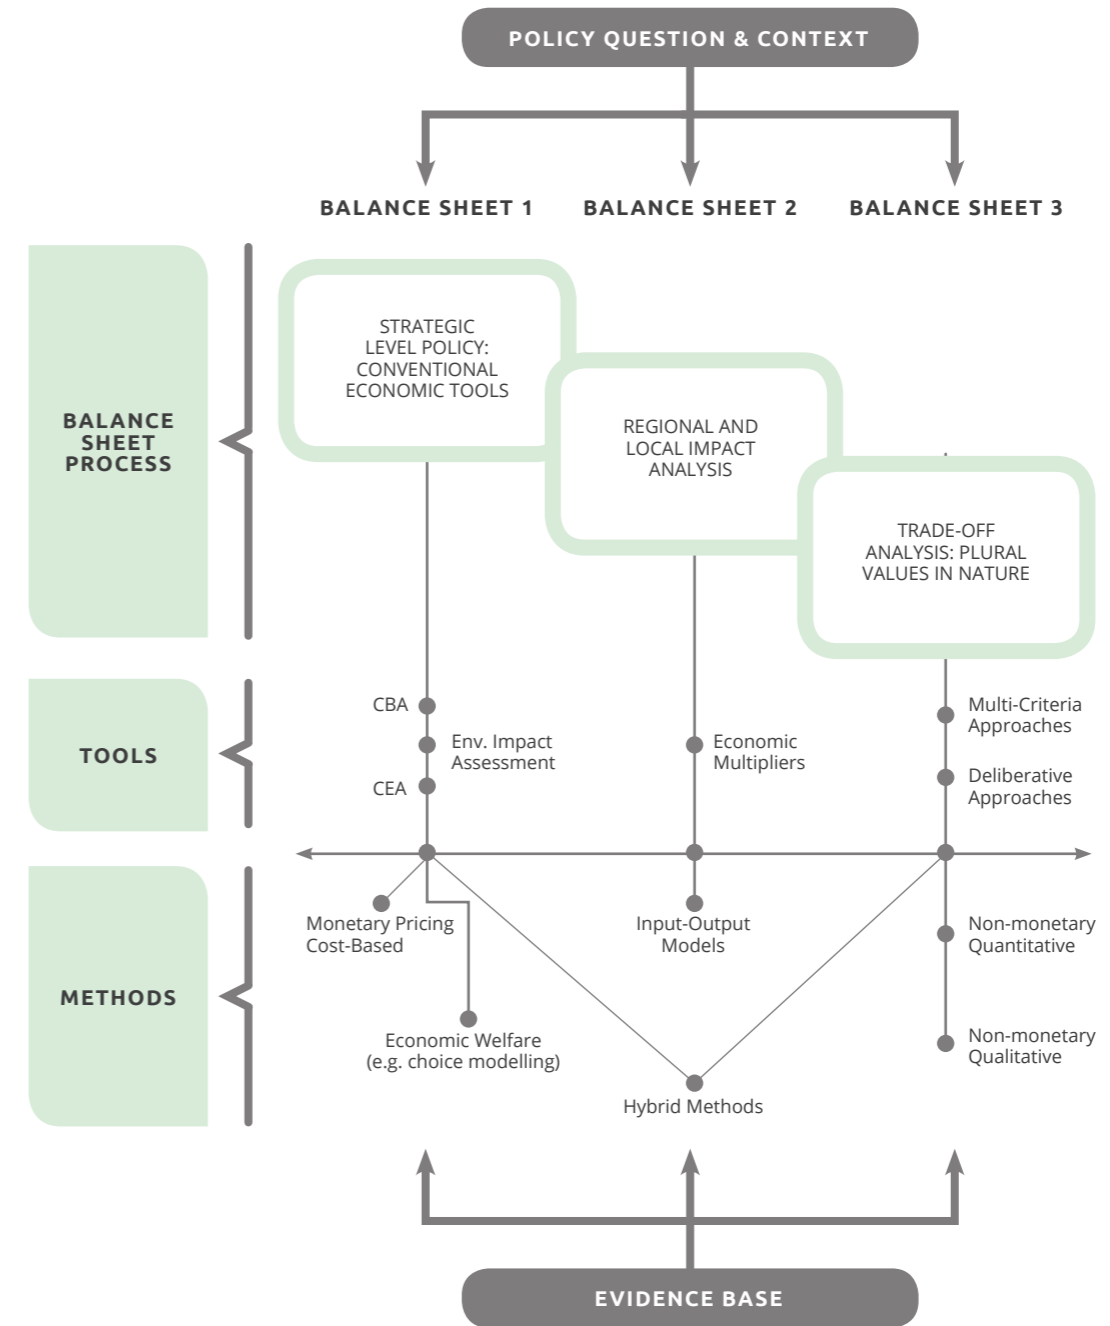 POLICY QUESTION & CONTEXT
BALANCE SHEET 1
BALANCE SHEET 2
BALANCE SHEET 3
BALANCE
SHEET
PROCESS
STRATEGIC
LEVEL POLICY:
CONVENTIONAL
ECONOMIC TOOLS
REGIONAL AND
LOCAL IMPACT
ANALYSIS
TRADE-OFF
ANALYSIS: PLURAL
VALUES IN NATURE
TOOLS
CBA
Env. Impact
Assessment
CEA
Economic
Multipliers
Multi-Criteria
Approaches
Deliberative
Approaches
METHODS
Monetary Pricing
Cost-Based
Economic Welfare
(e.g. choice modelling)
Input-Output
Models
Hybrid Methods
Non-monetary
Quantitative
Non-monetary
Qualitative
EVIDENCE BASE